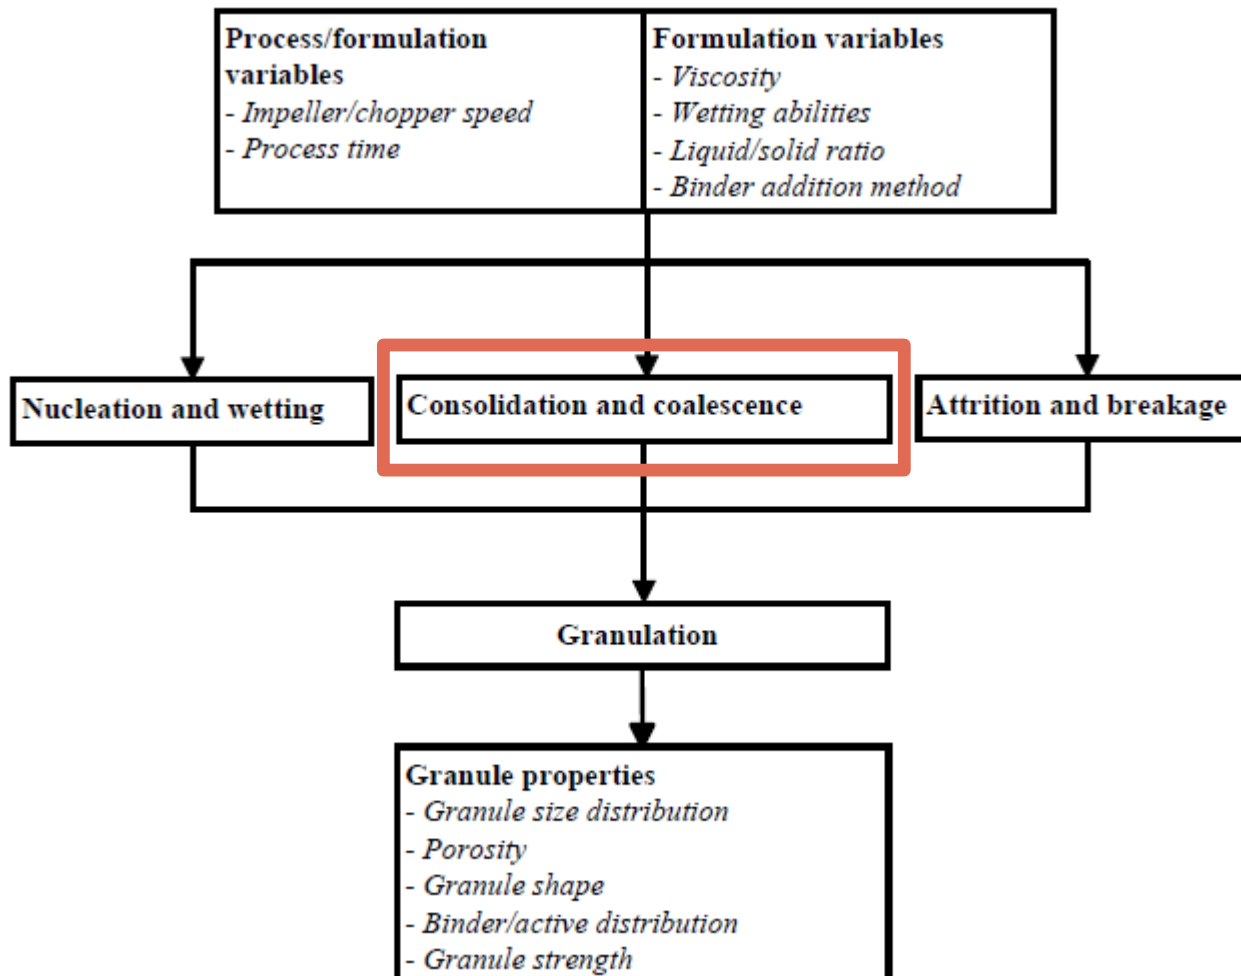 Process/formulation
variables
- Impeller/chopper speed
- Process time
Formulation variables
- Viscosity
- Wetting abilities
- Liquid/solid ratio
- Binder addition method
Nucleation and wetting
Consolidation and coalescence
Attrition and breakage
Granulation
Granule properties
- Granule size distribution
- Porosity
- Granule shape
- Binder/active distribution
- Granule strength